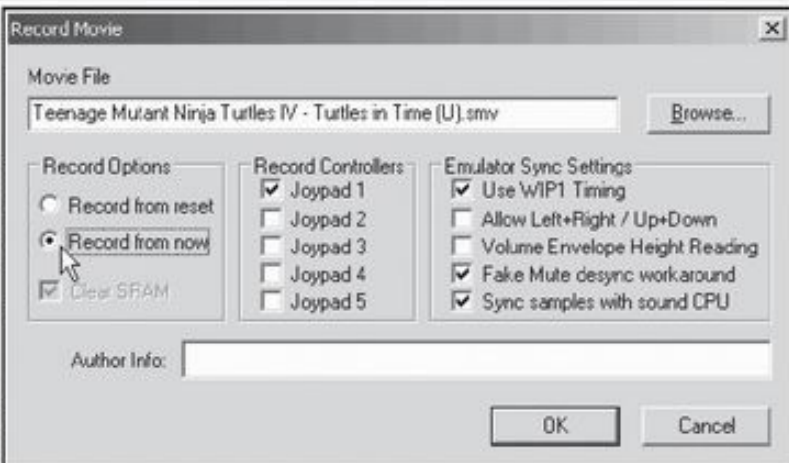 Record Movie
Movie File
Teenage Mutant Ninja Turtles IV - Turtles in Time (U).smv
Browse...
Record Options
Record from reset
Record from now
Clear SRAM
Record Controllers
Joypad 1
Joypad 2
Joypad 3
Joypad 4
Joypad 5
Emulator Sync Settings
Use WIP1 Timing
Allow Left+Right / Up+Down
Volume Envelope Height Reading
Fake Mute desync workaround
Sync samples with sound CPU
Author Info:
OK
Cancel